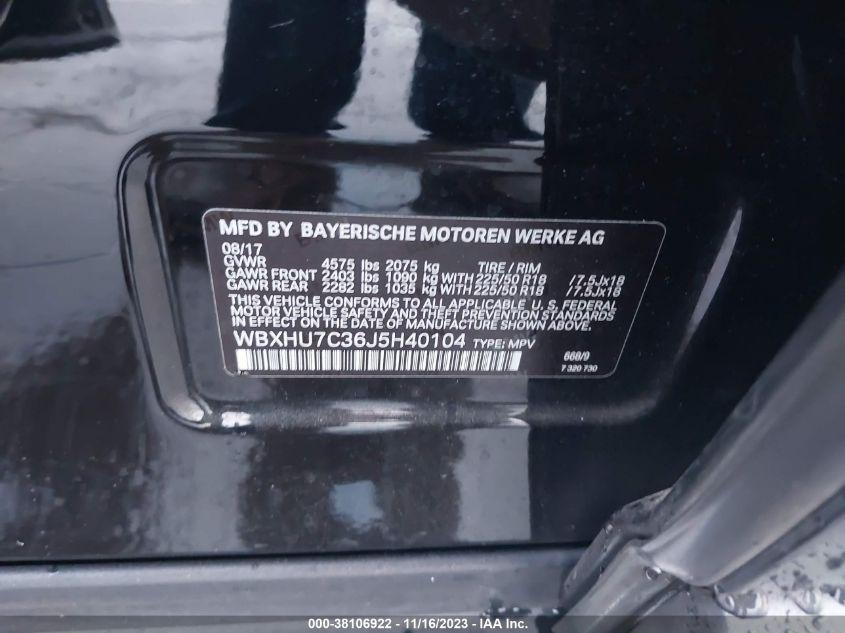 MFD BY BAYERISCHE MOTOREN WERKE AG
08/17
GVWR 4575 lbs 2075 kg TIRE / RIM
GAWR FRONT 2403 lbs 1090 kg WITH 225/50 R18 /7.5Jx18
GAWR REAR 2282 lbs 1035 kg WITH 225/50 R18 /7.5Jx18
THIS VEHICLE CONFORMS TO ALL APPLICABLE U. S. FEDERAL
MOTOR VEHICLE SAFETY AND THEFT PREVENTION STANDARDS
IN EFFECT ON THE DATE OF MANUFACTURE SHOWN ABOVE.
WBXHU7C36J5H40104 TYPE: MPV
668/9
7 320 730
000-38106922 - 11/16/2023 - © IAA Inc.